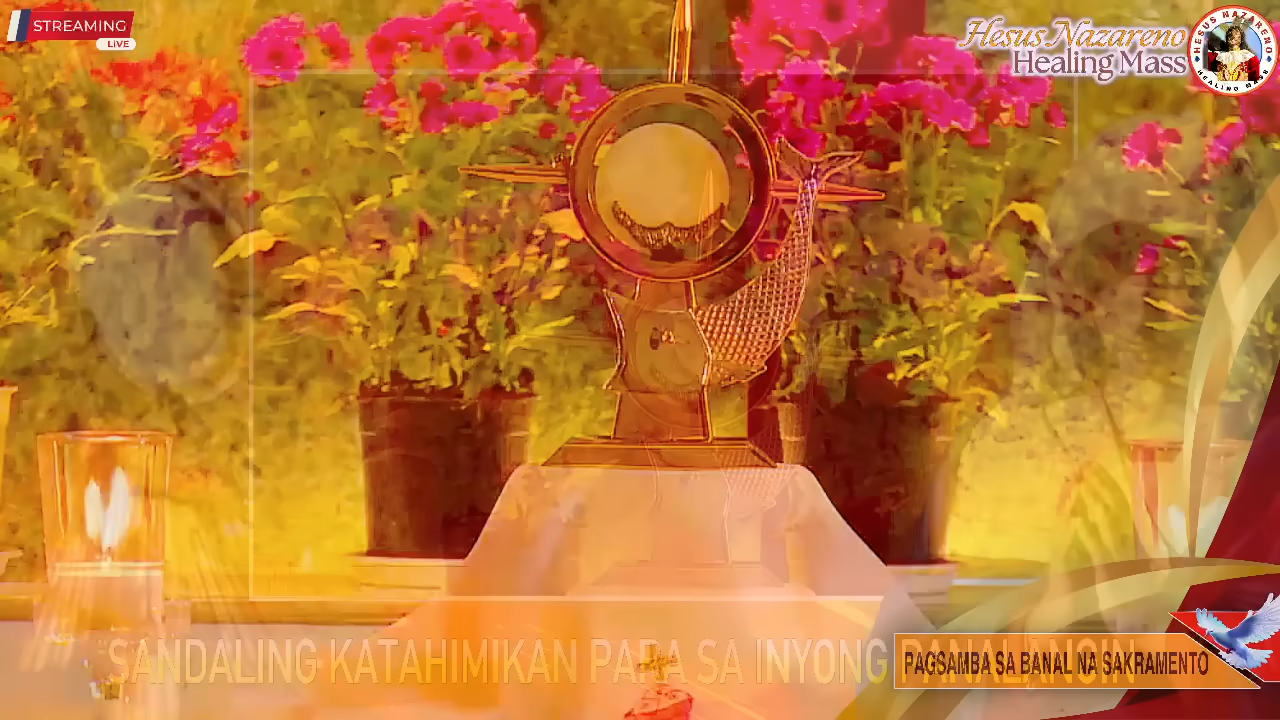 STREAMING
LIVE
Hesus Nazareno
Healing Mass
HESUS NAZARENO
HEALING MASS
SANDALING KATAHIMIKAN PARA SA INYONG PANALANGIN
PAGSAMBA SA BANAL NA SAKRAMENTO